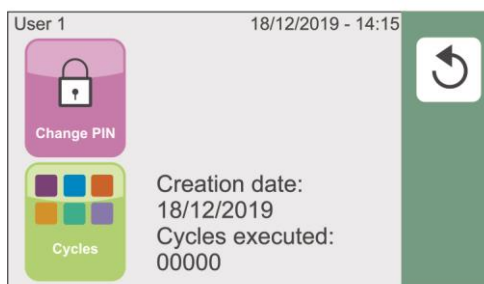 User 1
18/12/2019 - 14:15
Change PIN
Cycles
Creation date:
18/12/2019
Cycles executed:
00000